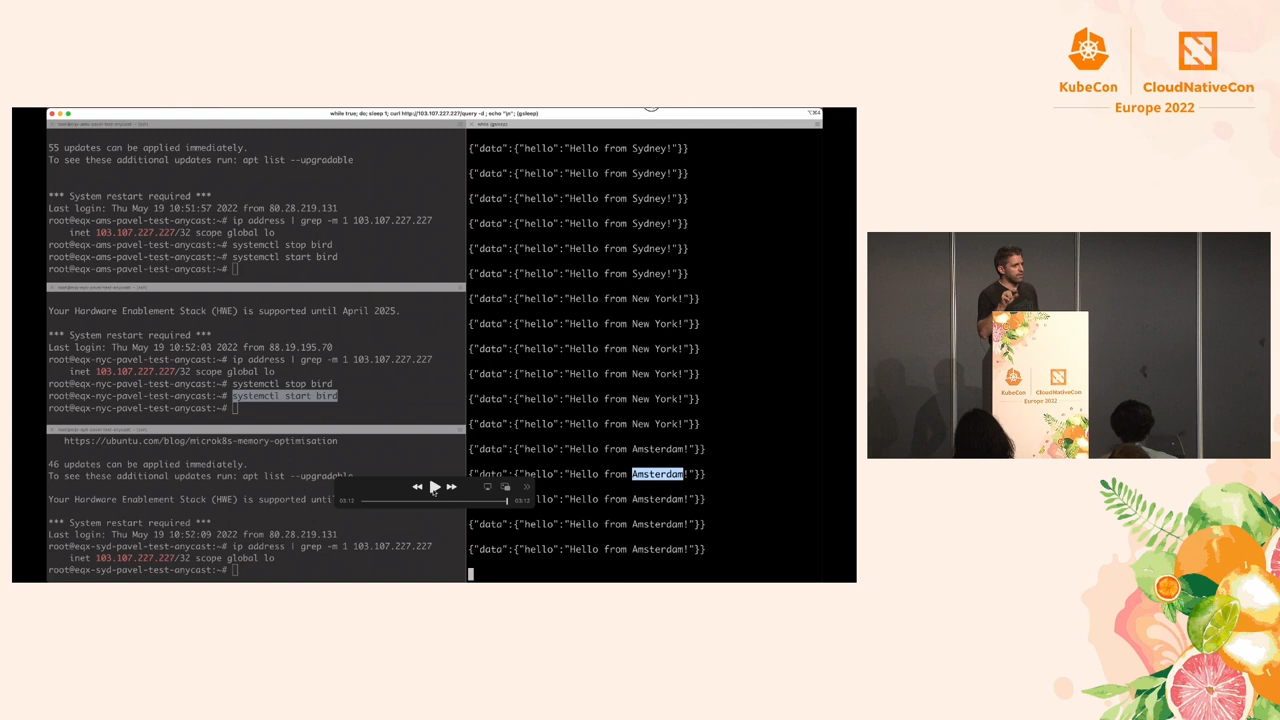 KubeCon
CloudNativeCon
Europe 2022
while true; do; sleep 1; curl http://103.107.227.227/query -d ; echo "\n"; (gsleep)
55 updates can be applied immediately.
To see these additional updates run: apt list --upgradable
*** System restart required ***
Last login: Thu May 19 10:51:57 2022 from 80.28.219.131
root@eqx-ams-pavel-test-anycast:~# ip address | grep -m 1 103.107.227.227
inet 103.107.227.227/32 scope global lo
root@eqx-ams-pavel-test-anycast:~# systemctl stop bird
root@eqx-ams-pavel-test-anycast:~# systemctl start bird
root@eqx-ams-pavel-test-anycast:~#
Your Hardware Enablement Stack (HWE) is supported until April 2025.
*** System restart required ***
Last login: Thu May 19 10:52:03 2022 from 88.19.195.70
root@eqx-nyc-pavel-test-anycast:~# ip address | grep -m 1 103.107.227.227
inet 103.107.227.227/32 scope global lo
root@eqx-nyc-pavel-test-anycast:~# systemctl stop bird
root@eqx-nyc-pavel-test-anycast:~# systemctl start bird
root@eqx-nyc-pavel-test-anycast:~#
https://ubuntu.com/blog/microk8s-memory-optimisation
46 updates can be applied immediately.
To see these additional updates run: apt list --upgradable
Your Hardware Enablement Stack (HWE) is supported unti
*** System restart required ***
Last login: Thu May 19 10:52:09 2022 from 80.28.219.131
root@eqx-syd-pavel-test-anycast:~# ip address | grep -m 1 103.107.227.227
inet 103.107.227.227/32 scope global lo
root@eqx-syd-pavel-test-anycast:~#
03:12
03:12
{"data":{"hello":"Hello from Sydney!"}}
{"data":{"hello":"Hello from Sydney!"}}
{"data":{"hello":"Hello from Sydney!"}}
{"data":{"hello":"Hello from Sydney!"}}
{"data":{"hello":"Hello from Sydney!"}}
{"data":{"hello":"Hello from Sydney!"}}
{"data":{"hello":"Hello from New York!"}}
{"data":{"hello":"Hello from New York!"}}
{"data":{"hello":"Hello from New York!"}}
{"data":{"hello":"Hello from New York!"}}
{"data":{"hello":"Hello from New York!"}}
{"data":{"hello":"Hello from New York!"}}
{"data":{"hello":"Hello from Amsterdam!"}}
{"data":{"hello":"Hello from Amsterdam!"}}
{"data":{"hello":"Hello from Amsterdam!"}}
{"data":{"hello":"Hello from Amsterdam!"}}
{"data":{"hello":"Hello from Amsterdam!"}}
KubeCon
CloudNativeCon
Europe 2022